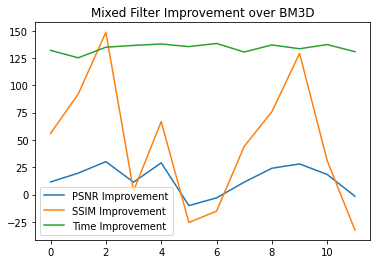 Mixed Filter Improvement over BM3D
150
125
100
75
50
25
0
−25
PSNR Improvement
SSIM Improvement
Time Improvement
0 2 4 6 8 10